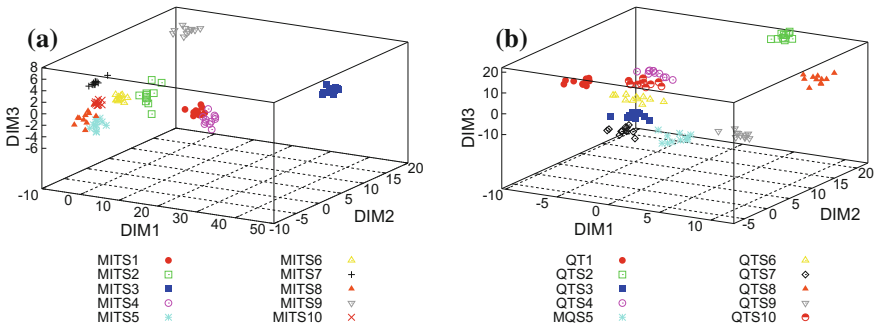 (a)
DIM3
8
6
4
2
0
-2
-4
-6
-10
0
10
20
30
40
50
DIM1
-10
-5
0
5
10
15
20
DIM2
MITS1
MITS2
MITS3
MITS4
MITS5
MITS6
MITS7
MITS8
MITS9
MITS10
(b)
DIM3
20
10
0
-10
-10
-5
0
5
10
DIM1
-5
0
5
10
15
20
DIM2
QT1
QTS2
QTS3
QTS4
MQS5
QTS6
QTS7
QTS8
QTS9
QTS10